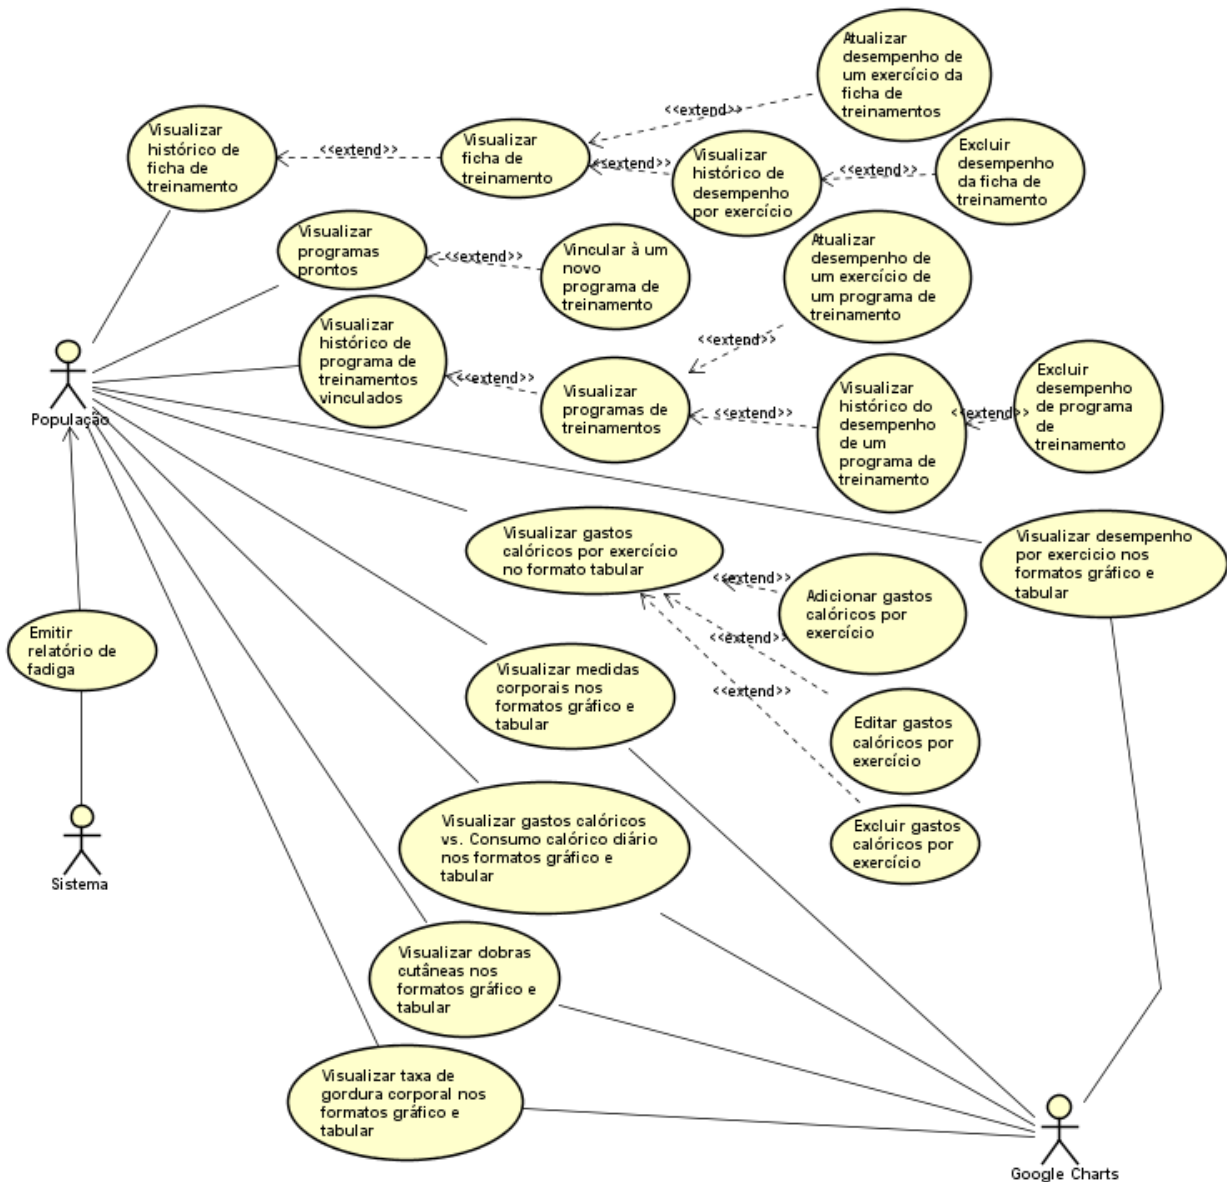 Atualizar
desempenho de
um exercício da
ficha de
treinamentos
<<extend>>
Visualizar
histórico de
ficha de
treinamento
<<extend>>
Visualizar
ficha de
treinamento
<<extend>>
Visualizar
histórico de
desempenho
por exercício
<<extend>>
Excluir
desempenho
da ficha de
treinamento
Visualizar
programas
prontos
<<extend>>
Vincular à um
novo
programa de
treinamento
Atualizar
desempenho de
um exercício de
um programa de
treinamento
<<extend>>
Visualizar
histórico de
programa de
treinamentos
vinculados
<<extend>>
Visualizar
programas de
treinamentos
<<extend>>
Visualizar
histórico do
desempenho
de um
programa de
treinamento
<<extend>>
Excluir
desempenho
de programa
de
treinamento
População
Visualizar gastos
calóricos por exercício
no formato tabular
Visualizar desempenho
por exercicio nos
formatos gráfico e
tabular
<<extend>>
Adicionar gastos
calóricos por
exercício
<<extend>>
Emitir
relatório de
fadiga
Visualizar medidas
corporais nos
formatos gráfico e
tabular
<<extend>>
Editar gastos
calóricos por
exercício
Visualizar gastos calóricos
vs. Consumo calórico diário
nos formatos gráfico e
tabular
Excluir gastos
calóricos por
exercício
Sistema
Visualizar dobras
cutâneas nos
formatos gráfico e
tabular
Visualizar taxa de
gordura corporal nos
formatos gráfico e
tabular
Google Charts